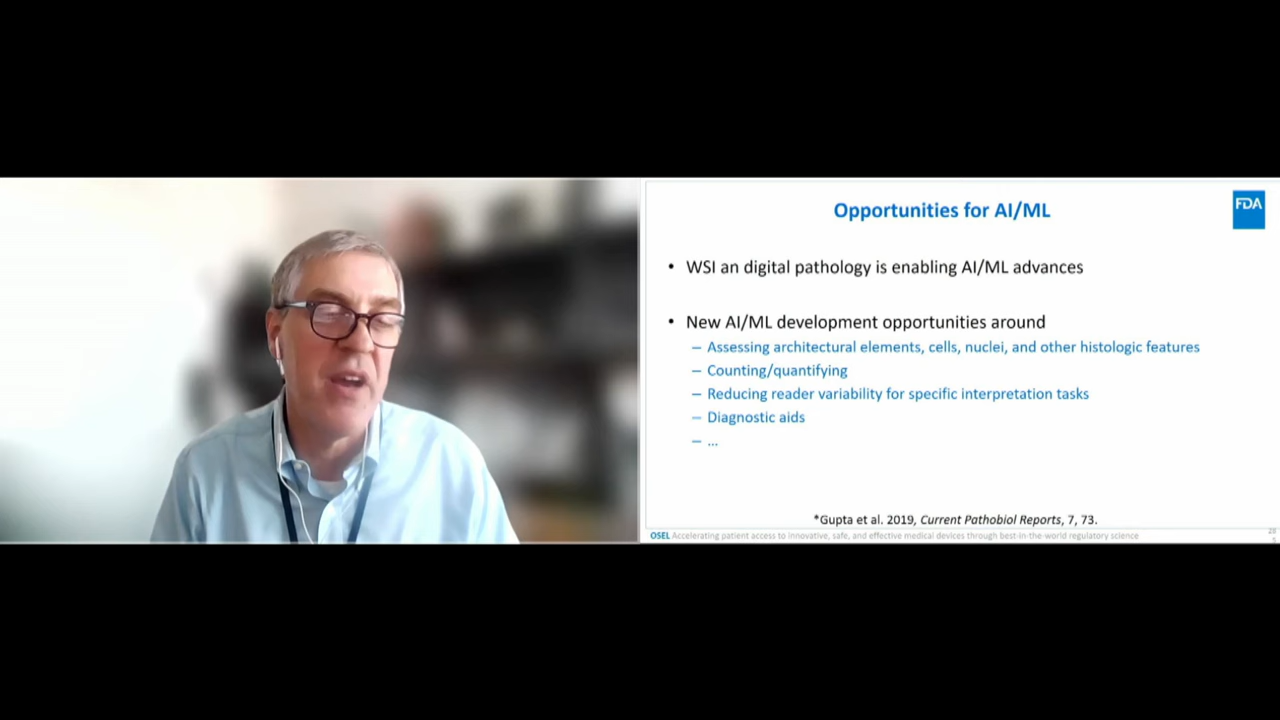 Opportunities for AI/ML
FDA
• WSI an digital pathology is enabling AI/ML advances
• New AI/ML development opportunities around
– Assessing architectural elements, cells, nuclei, and other histologic features
– Counting/quantifying
– Reducing reader variability for specific interpretation tasks
– Diagnostic aids
– ...
*Gupta et al. 2019, Current Pathobiol Reports, 7, 73.
OSEL Accelerating patient access to innovative, safe, and effective medical devices through best-in-the-world regulatory science